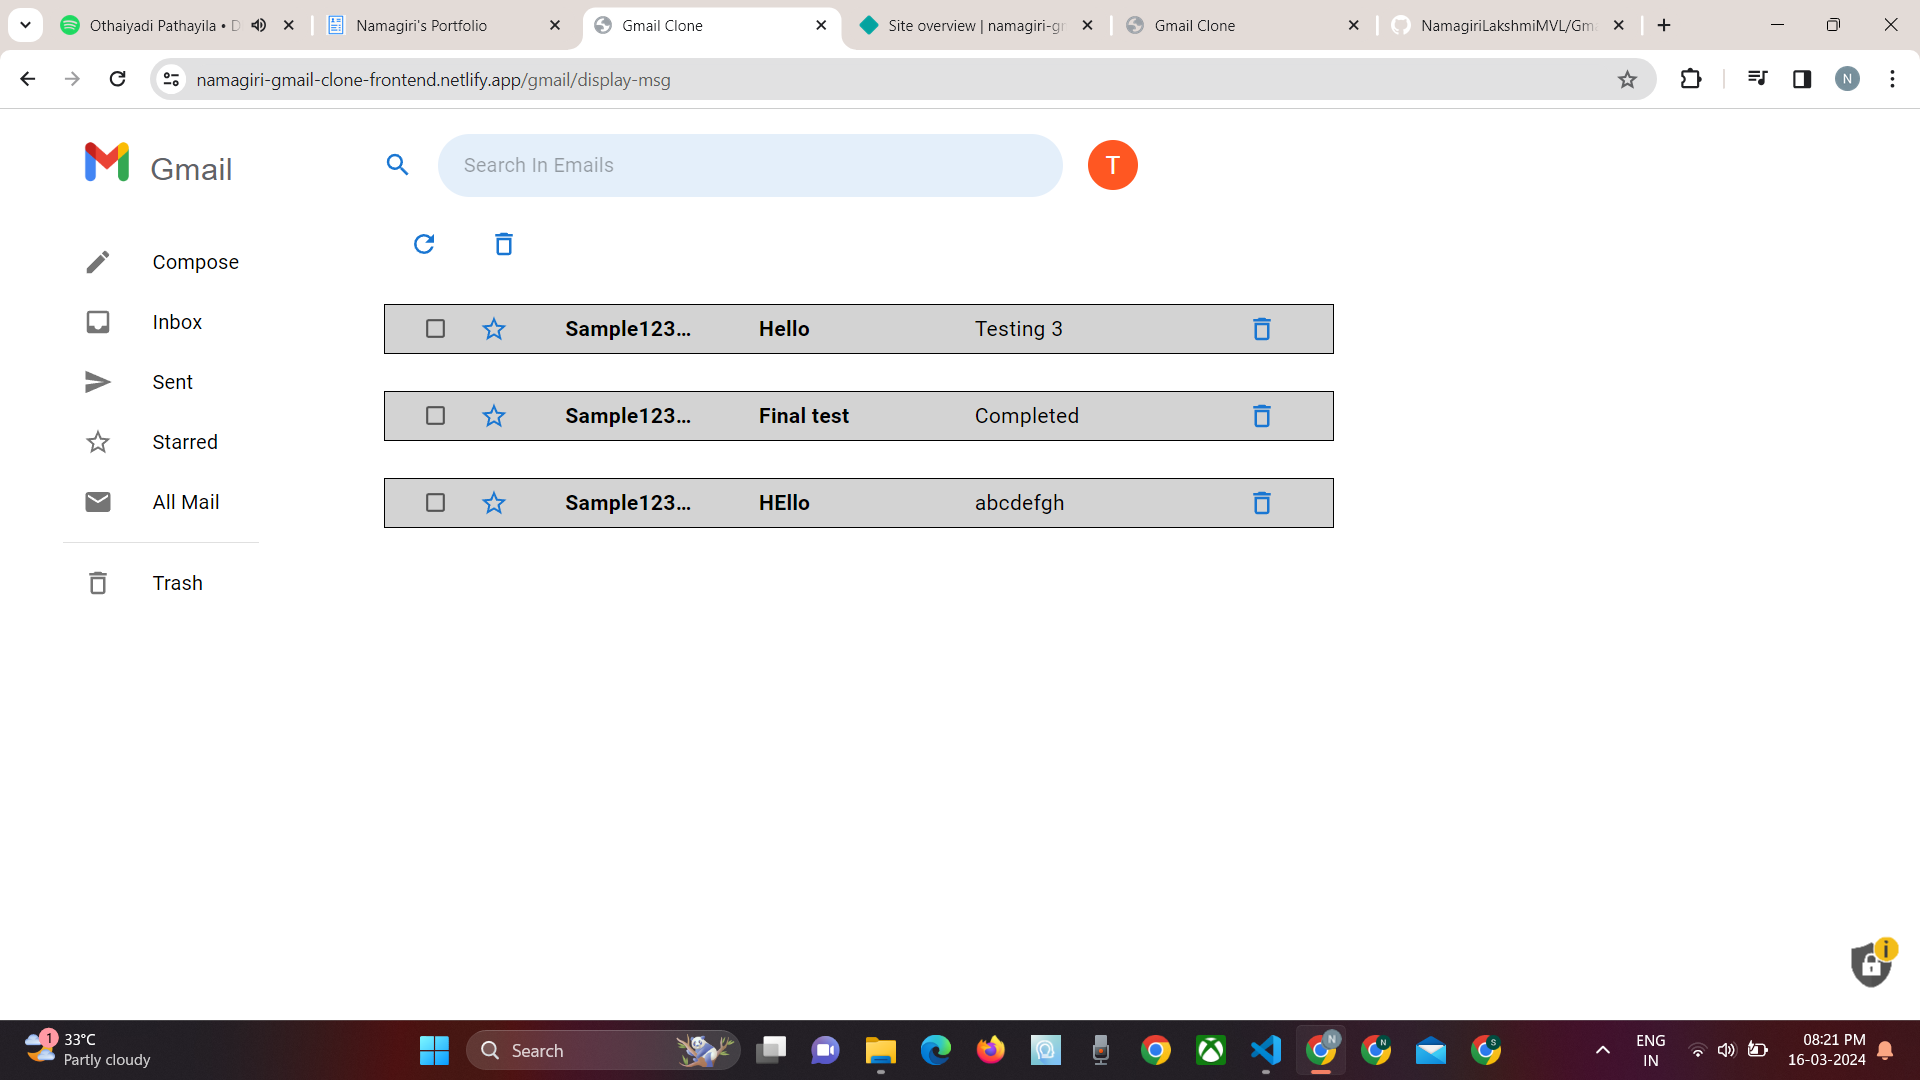 Othaiyadi Pathayila • D
Namagiri's Portfolio
Gmail Clone
Site overview | namagiri-gr
Gmail Clone
NamagiriLakshmiMVL/Gma
namagiri-gmail-clone-frontend.netlify.app/gmail/display-msg
N
Gmail
Search In Emails
T
Compose
Inbox
Sent
Starred
All Mail
Trash
Sample123... Hello Testing 3
Sample123... Final test Completed
Sample123... HEllo abcdefgh
1
33°C
Partly cloudy
Search
N
N
S
ENG
IN
08:21 PM
16-03-2024